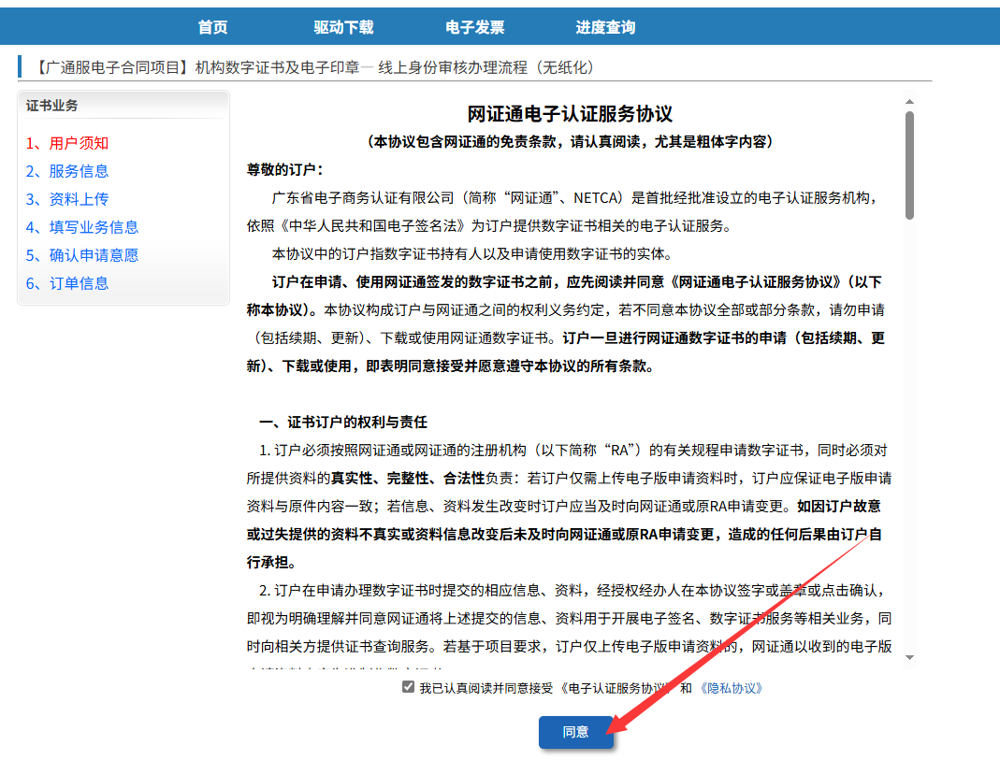 首页 驱动下载 电子发票 进度查询
【广通服电子合同项目】机构数字证书及电子印章— 线上身份审核办理流程（无纸化）
证书业务
1、用户须知
2、服务信息
3、资料上传
4、填写业务信息
5、确认申请意愿
6、订单信息
网证通电子认证服务协议
（本协议包含网证通的免责条款，请认真阅读，尤其是粗体字内容）
尊敬的订户：
广东省电子商务认证有限公司（简称“网证通”、NETCA）是首批经批准设立的电子认证服务机构，
依照《中华人民共和国电子签名法》为订户提供数字证书相关的电子认证服务。
本协议中的订户指数字证书持有人以及申请使用数字证书的实体。
订户在申请、使用网证通签发的数字证书之前，应先阅读并同意《网证通电子认证服务协议》（以下
称本协议）。本协议构成订户与网证通之间的权利义务约定，若不同意本协议全部或部分条款，请勿申请
（包括续期、更新）、下载或使用网证通数字证书。订户一旦进行网证通数字证书的申请（包括续期、更
新）、下载或使用，即表明同意接受并愿意遵守本协议的所有条款。
一、证书订户的权利与责任
1. 订户必须按照网证通或网证通的注册机构（以下简称“RA”）的有关规程申请数字证书，同时必须对
所提供资料的真实性、完整性、合法性负责：若订户仅需上传电子版申请资料时，订户应保证电子版申请
资料与原件内容一致；若信息、资料发生改变时订户应当及时向网证通或原RA申请变更。如因订户故意
或过失提供的资料不真实或资料信息改变后未及时向网证通或原RA申请变更，造成的任何后果由订户自
行承担。
2. 订户在申请办理数字证书时提交的相应信息、资料，经授权经办人在本协议签字或盖章或点击确认，
即视为明确理解并同意网证通将上述提交的信息、资料用于开展电子签名、数字证书服务等相关业务，同
时向相关方提供证书查询服务。若基于项目要求，订户仅上传电子版申请资料的，网证通以收到的电子版
我已认真阅读并同意接受 《电子认证服务协议》 和 《隐私协议》
同意